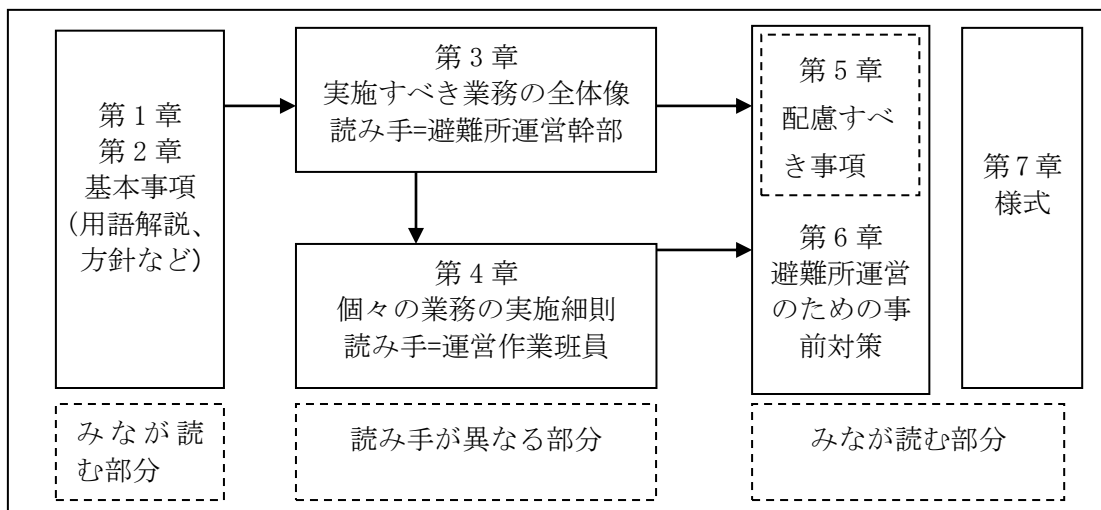 第1章
第2章
基本事項
(用語解説、
方針など)
第3章
実施すべき業務の全体像
読み手=避難所運営幹部
第4章
個々の業務の実施細則
読み手=運営作業班員
第5章
配慮すべ
き事項
第6章
避難所運営
のための事
前対策
第7章
様式
みなが読
む部分
読み手が異なる部分
みなが読む部分